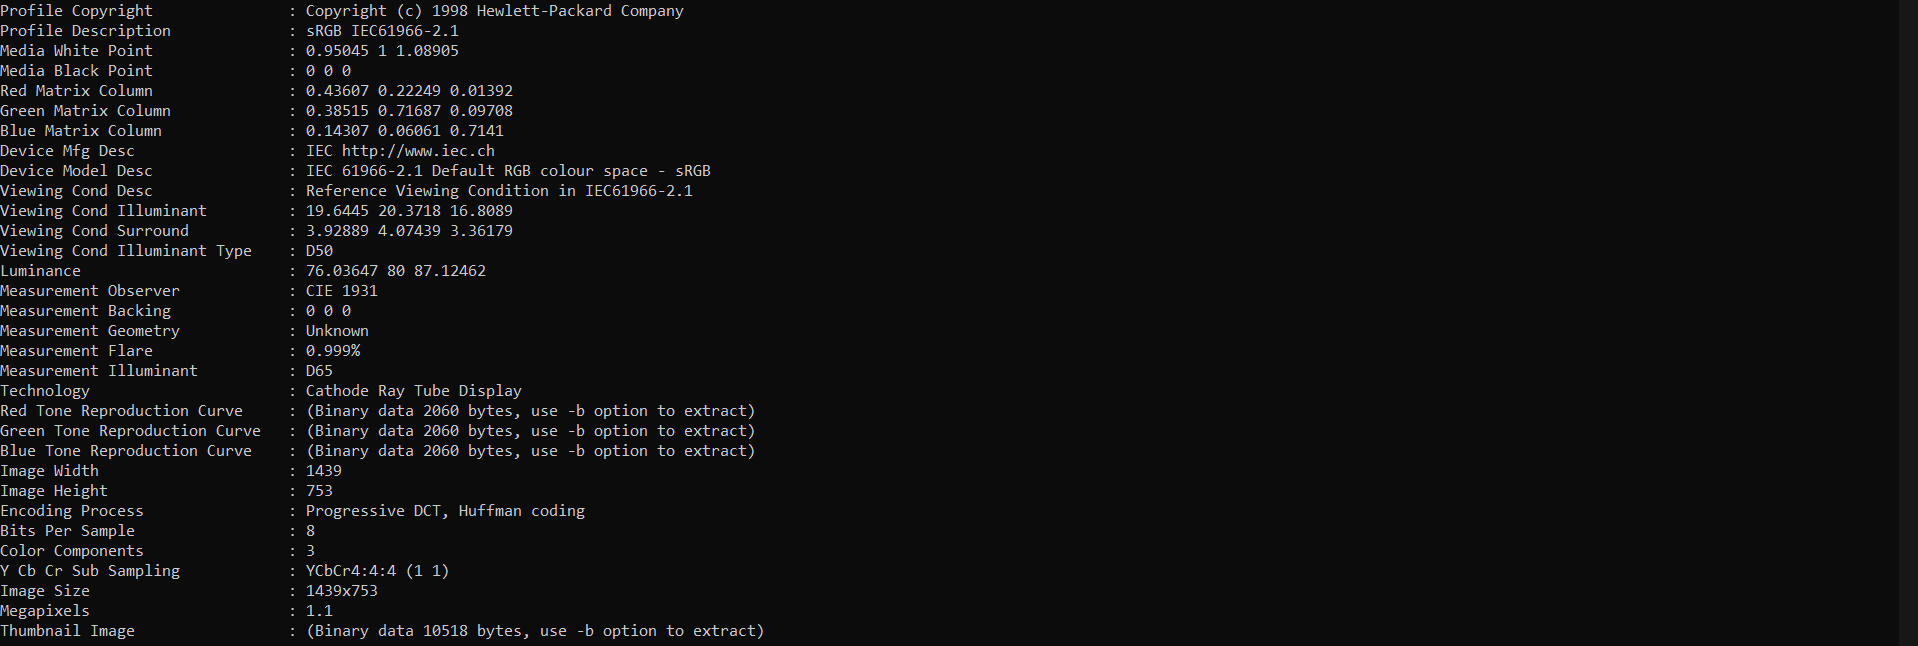 Profile Copyright : Copyright (c) 1998 Hewlett-Packard Company
Profile Description : sRGB IEC61966-2.1
Media White Point : 0.95045 1 1.08905
Media Black Point : 0 0 0
Red Matrix Column : 0.43607 0.22249 0.01392
Green Matrix Column : 0.38515 0.71687 0.09708
Blue Matrix Column : 0.14307 0.06061 0.7141
Device Mfg Desc : IEC http://www.iec.ch
Device Model Desc : IEC 61966-2.1 Default RGB colour space - sRGB
Viewing Cond Desc : Reference Viewing Condition in IEC61966-2.1
Viewing Cond Illuminant : 19.6445 20.3718 16.8089
Viewing Cond Surround : 3.92889 4.07439 3.36179
Viewing Cond Illuminant Type : D50
Luminance : 76.03647 80 87.12462
Measurement Observer : CIE 1931
Measurement Backing : 0 0 0
Measurement Geometry : Unknown
Measurement Flare : 0.999%
Measurement Illuminant : D65
Technology : Cathode Ray Tube Display
Red Tone Reproduction Curve : (Binary data 2060 bytes, use -b option to extract)
Green Tone Reproduction Curve : (Binary data 2060 bytes, use -b option to extract)
Blue Tone Reproduction Curve : (Binary data 2060 bytes, use -b option to extract)
Image Width : 1439
Image Height : 753
Encoding Process : Progressive DCT, Huffman coding
Bits Per Sample : 8
Color Components : 3
Y Cb Cr Sub Sampling : YCbCr4:4:4 (1 1)
Image Size : 1439x753
Megapixels : 1.1
Thumbnail Image : (Binary data 10518 bytes, use -b option to extract)